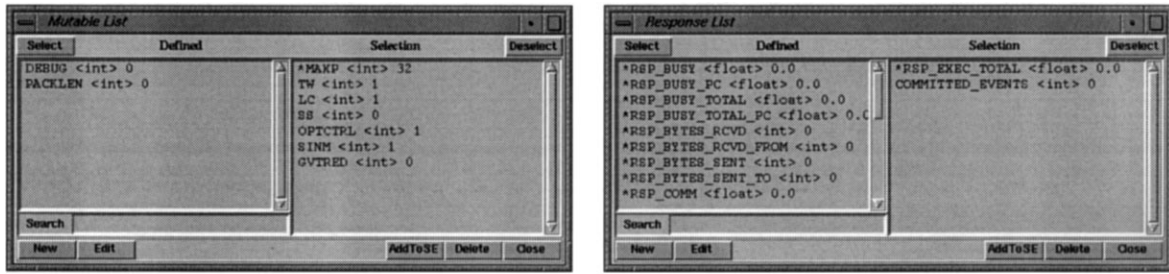 Mutable List
Select Defined Selection Deselect
DEBUG <int> 0
PACKLEN <int> 0
*MAXP <int> 32
TW <int> 1
LC <int> 1
SS <int> 0
OPTCTRL <int> 1
SINM <int> 1
GVTRED <int> 0
Search
New Edit AddToSE Delete Close
Response List
Select Defined Selection Deselect
*RSP_BUSY <float> 0.0
*RSP_BUSY_PC <float> 0.0
*RSP_BUSY_TOTAL <float> 0.0
*RSP_BUSY_TOTAL_PC <float> 0.0
*RSP_BYTES_RCVD <int> 0
*RSP_BYTES_RCVD_FROM <int> 0
*RSP_BYTES_SENT <int> 0
*RSP_BYTES_SENT_TO <int> 0
*RSP_COMM <float> 0.0
*RSP_EXEC_TOTAL <float> 0.0
COMMITTED_EVENTS <int> 0
Search
New Edit AddToSE Delete Close